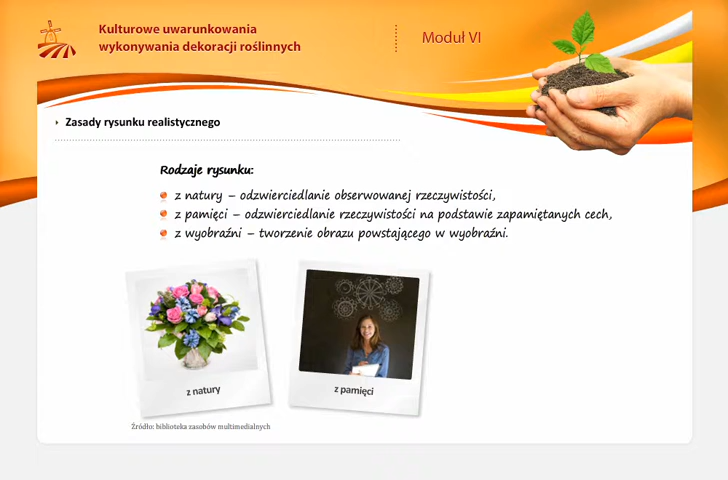 Kulturowe uwarunkowania
wykonywania dekoracji roślinnych
Moduł VI
Zasady rysunku realistycznego
Rodzaje rysunku:
z natury – odzwierciedlanie obserwowanej rzeczywistości,
z pamięci – odzwierciedlanie rzeczywistości na podstawie zapamiętanych cech,
z wyobraźni – tworzenie obrazu powstającego w wyobraźni.
z natury
z pamięci
Źródło: biblioteka zasobów multimedialnych